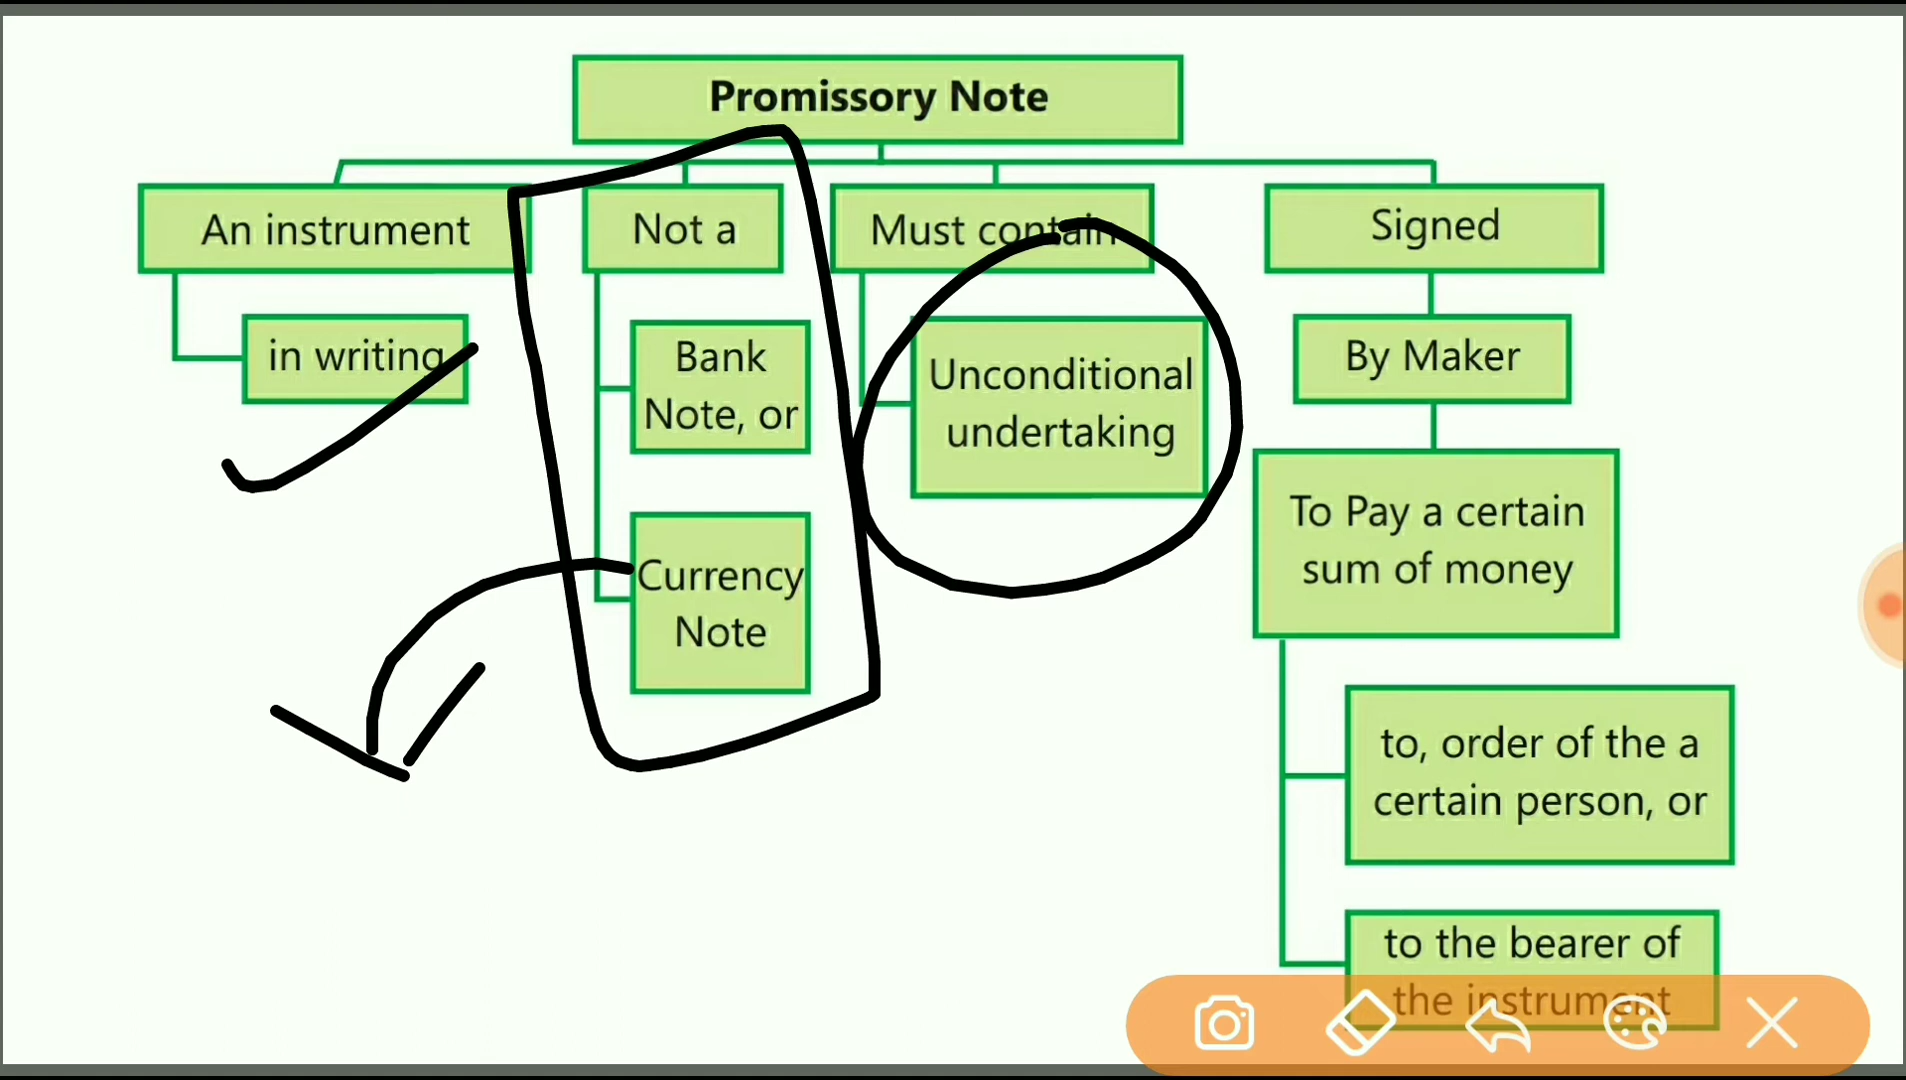 Promissory Note
An instrument
in writing
Not a
Bank
Note, or
Currency
Note
Must contain
Unconditional
undertaking
Signed
By Maker
To Pay a certain
sum of money
to, order of the a
certain person, or
to the bearer of
the instrument